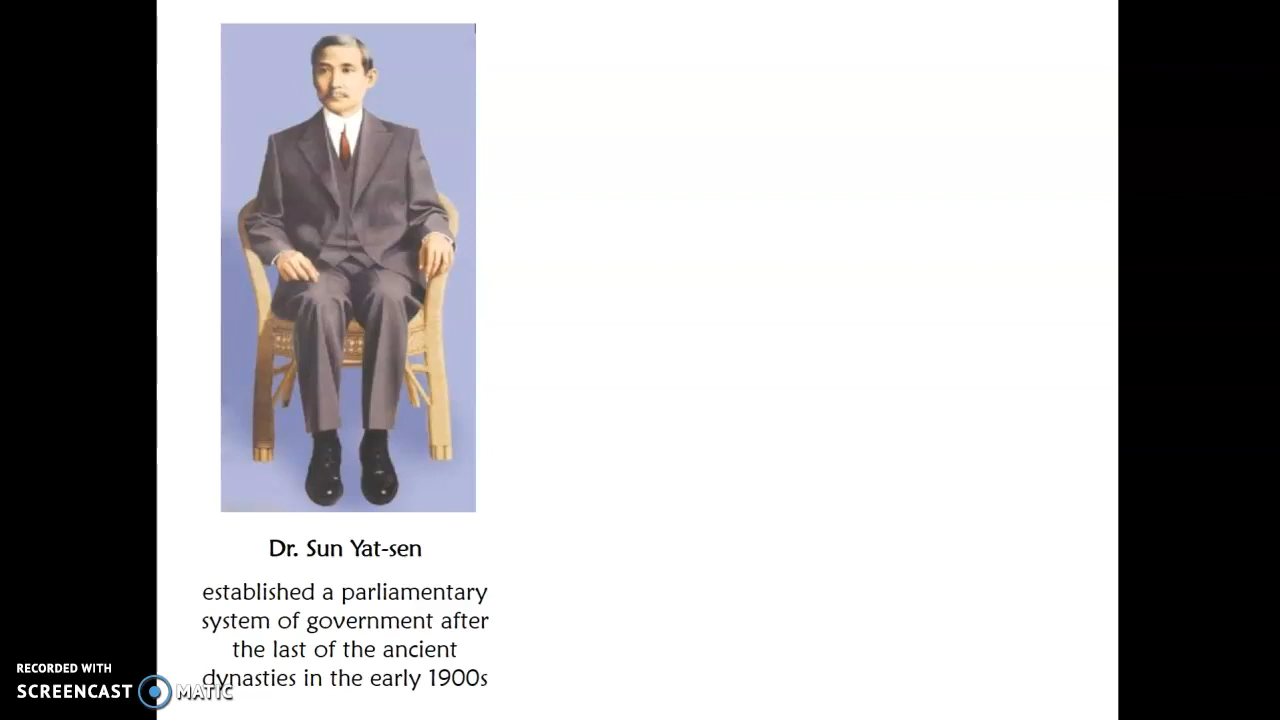 Dr. Sun Yat-sen
established a parliamentary
system of government after
the last of the ancient
dynasties in the early 1900s
RECORDED WITH
SCREENCAST MATIC